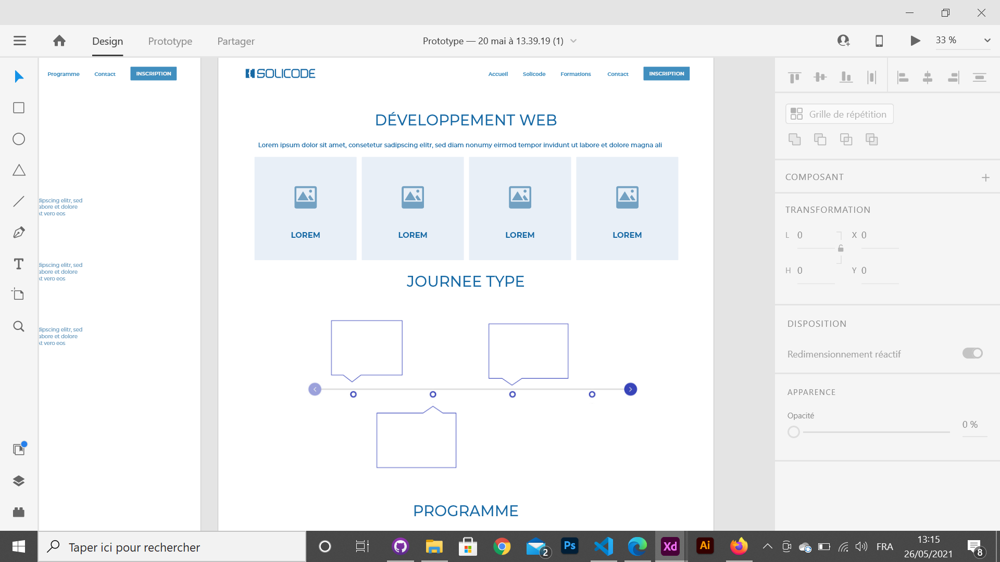 Design
Prototype
Partager
Prototype — 20 mai à 13.39.19 (1)
33 %
Programme
Contact
INSCRIPTION
dipscing elitr, sed
abore et dolore
At vero eos
dipscing elitr, sed
abore et dolore
At vero eos
dipscing elitr, sed
abore et dolore
At vero eos
SOLICODE
Accueil
Solicode
Formations
Contact
INSCRIPTION
DÉVELOPPEMENT WEB
Lorem ipsum dolor sit amet, consetetur sadipscing elitr, sed diam nonumy eirmod tempor invidunt ut labore et dolore magna ali
LOREM
LOREM
LOREM
LOREM
JOURNEE TYPE
PROGRAMME
Grille de répétition
COMPOSANT
TRANSFORMATION
L 0
X 0
H 0
Y 0
DISPOSITION
Redimensionnement réactif
APPARENCE
Opacité
0 %
Taper ici pour rechercher
2
Ps
Xd
Ai
FRA
13:15
26/05/2021
8